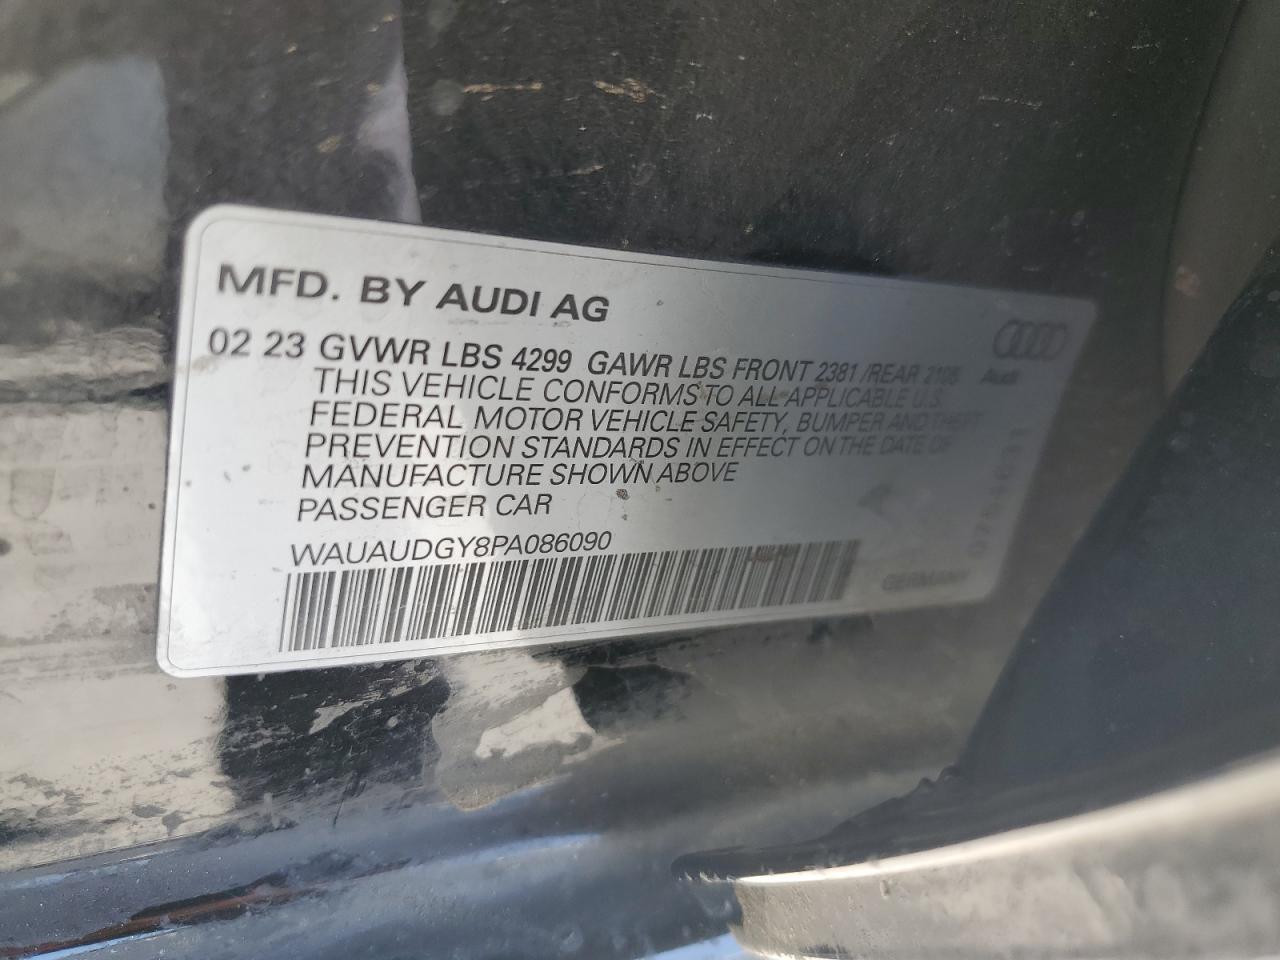 MFD. BY AUDI AG
02 23 GVWR LBS 4299 GAWR LBS FRONT 2381 /REAR 2105
Audi
THIS VEHICLE CONFORMS TO ALL APPLICABLE U.S.
FEDERAL MOTOR VEHICLE SAFETY, BUMPER AND THEFT
PREVENTION STANDARDS IN EFFECT ON THE DATE OF
MANUFACTURE SHOWN ABOVE
PASSENGER CAR
WAUAUDGY8PA086090
GERMANY